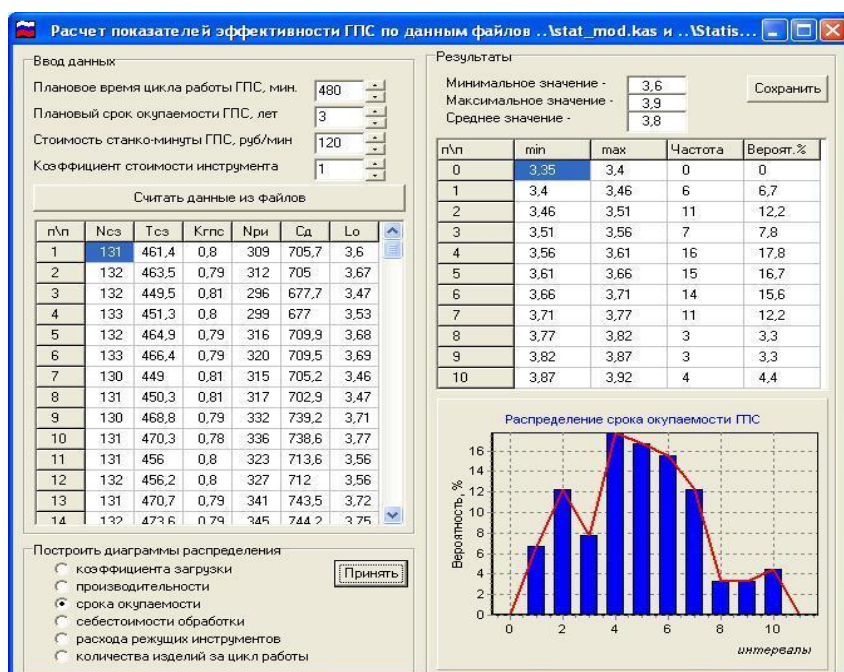 Расчет показателей эффективности ГПС по данным файлов ..\stat_mod.kas и ..\Statis...
Ввод данных
Плановое время цикла работы ГПС, мин. 480
Плановый срок окупаемости ГПС, лет 3
Стоимость станко-минуты ГПС, руб/мин 120
Коэффициент стоимости инструмента 1
Считать данные из файлов
п\п Nсз Тсз Кгпс Nри Сд Lo
1 131 461,4 0,8 309 705,7 3,6
2 132 463,5 0,79 312 705 3,67
3 132 449,5 0,81 296 677,7 3,47
4 133 451,3 0,8 299 677 3,53
5 132 464,9 0,79 316 709,9 3,68
6 133 466,4 0,79 320 709,5 3,69
7 130 449 0,81 315 705,2 3,46
8 131 450,3 0,81 317 702,9 3,47
9 130 468,8 0,79 332 739,2 3,71
10 131 470,3 0,78 336 738,6 3,77
11 131 456 0,8 323 713,6 3,56
12 132 456,2 0,8 327 712 3,56
13 131 470,7 0,79 341 743,5 3,72
14 132 473,6 0,79 345 744,2 3,75
Построить диаграммы распределения
коэффициента загрузки
производительности
срока окупаемости
себестоимости обработки
расхода режущих инструментов
количества изделий за цикл работы
Принять
Результаты
Минимальное значение - 3,6
Максимальное значение - 3,9
Среднее значение - 3,8
Сохранить
п\п min max Частота Вероят.%
0 3,35 3,4 0 0
1 3,4 3,46 6 6,7
2 3,46 3,51 11 12,2
3 3,51 3,56 7 7,8
4 3,56 3,61 16 17,8
5 3,61 3,66 15 16,7
6 3,66 3,71 14 15,6
7 3,71 3,77 11 12,2
8 3,77 3,82 3 3,3
9 3,82 3,87 3 3,3
10 3,87 3,92 4 4,4
Распределение срока окупаемости ГПС
Вероятность, %
16
14
12
10
8
6
4
2
0
0 2 4 6 8 10
интервалы